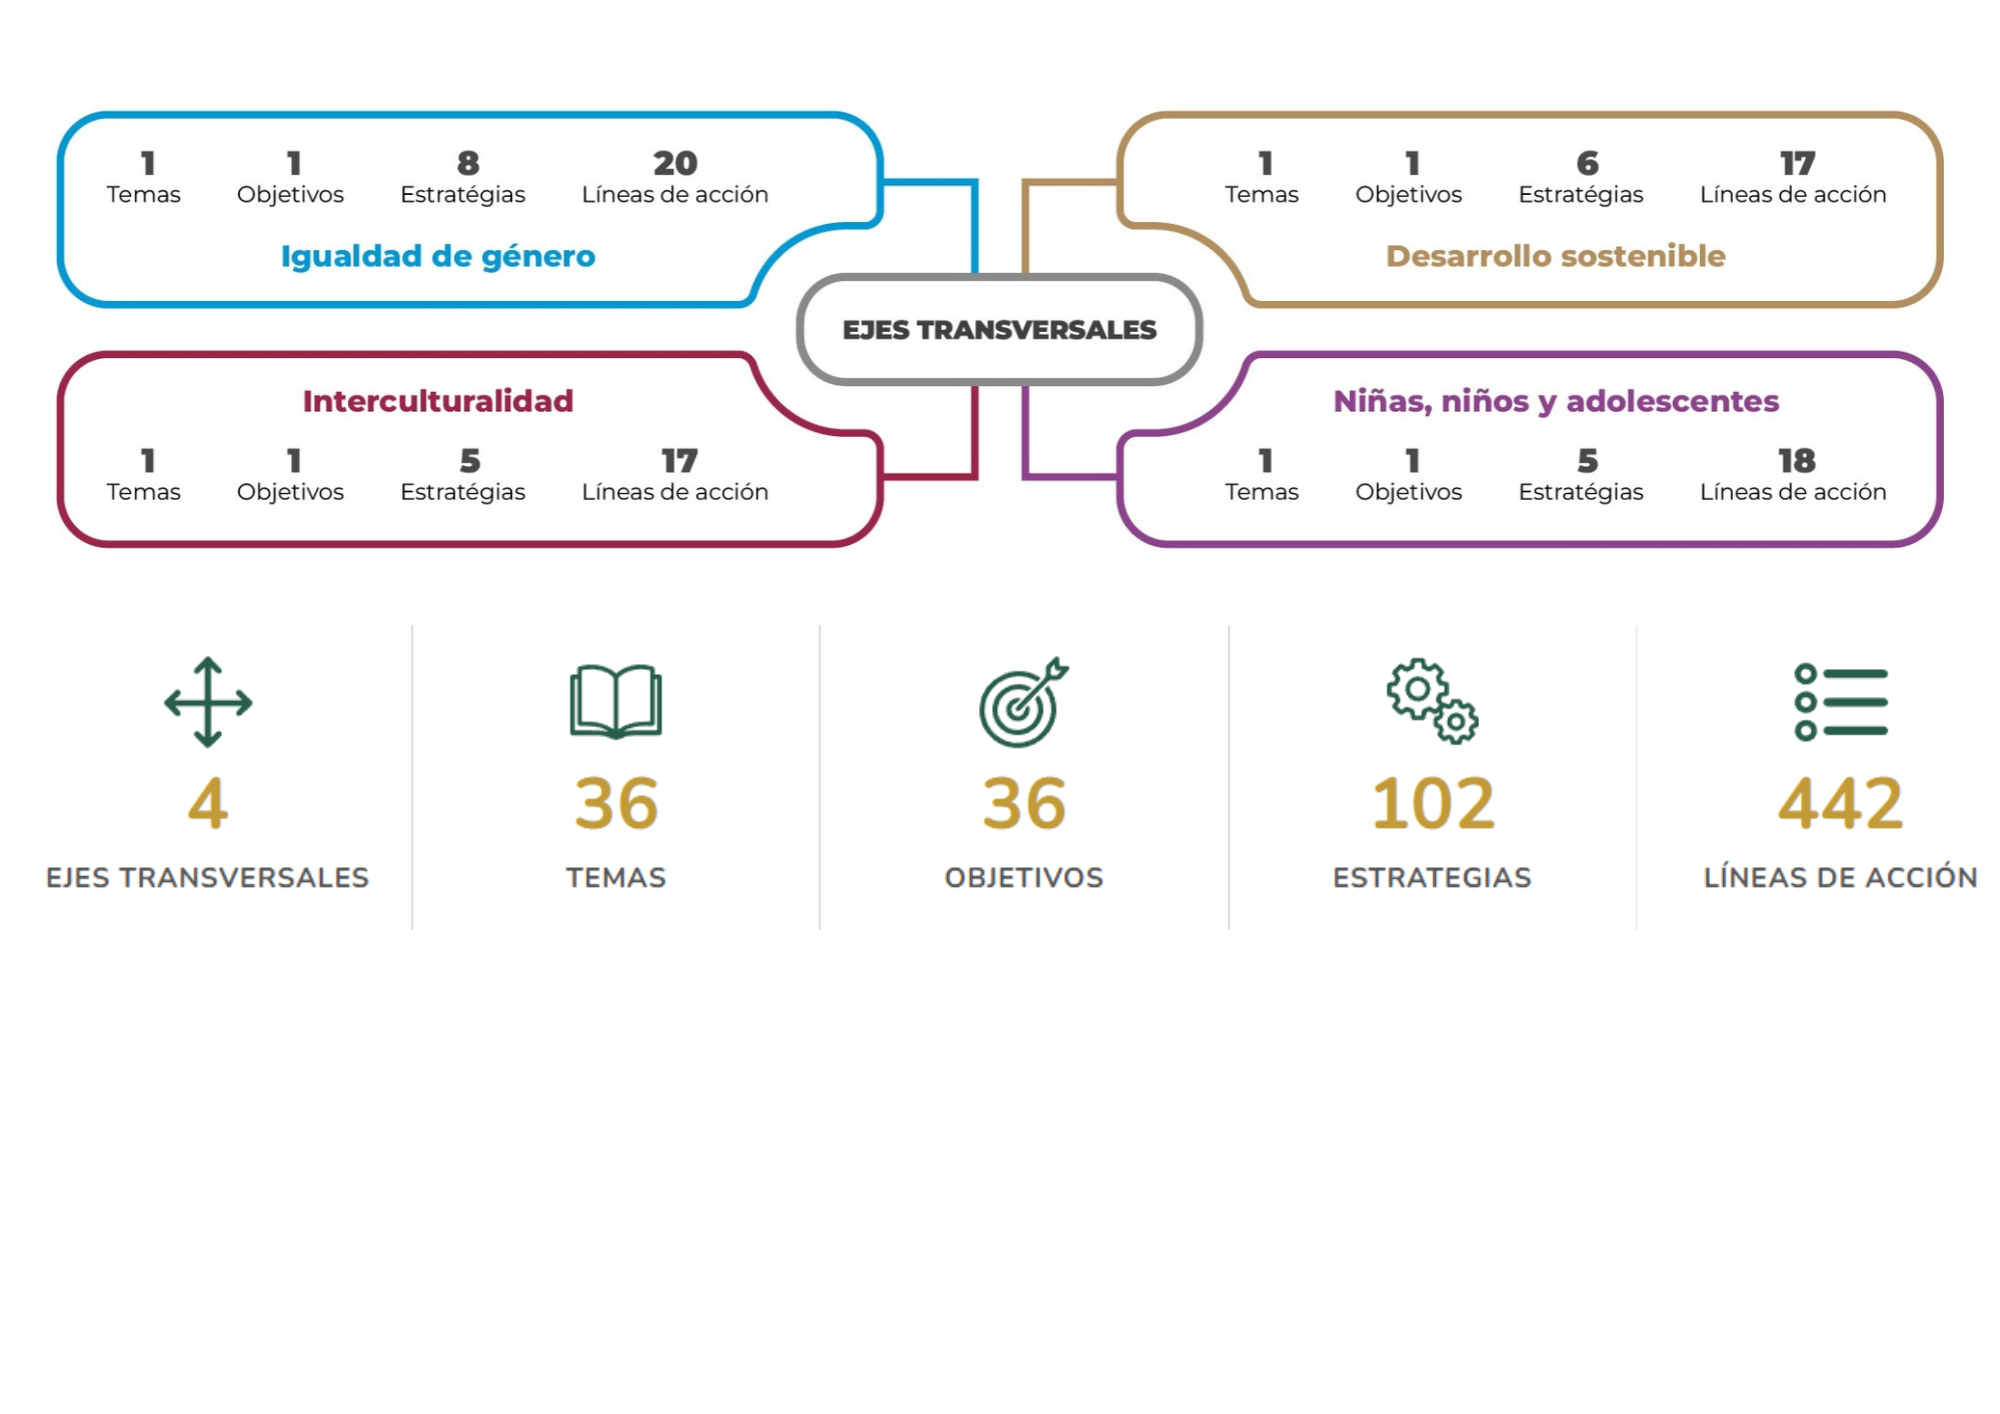 1 1 8 20
Temas Objetivos Estratégias Líneas de acción
Igualdad de género
1 1 6 17
Temas Objetivos Estratégias Líneas de acción
Desarrollo sostenible
EJES TRANSVERSALES
Interculturalidad
1 1 5 17
Temas Objetivos Estratégias Líneas de acción
Niñas, niños y adolescentes
1 1 5 18
Temas Objetivos Estratégias Líneas de acción
4
EJES TRANSVERSALES
36
TEMAS
36
OBJETIVOS
102
ESTRATEGIAS
442
LÍNEAS DE ACCIÓN